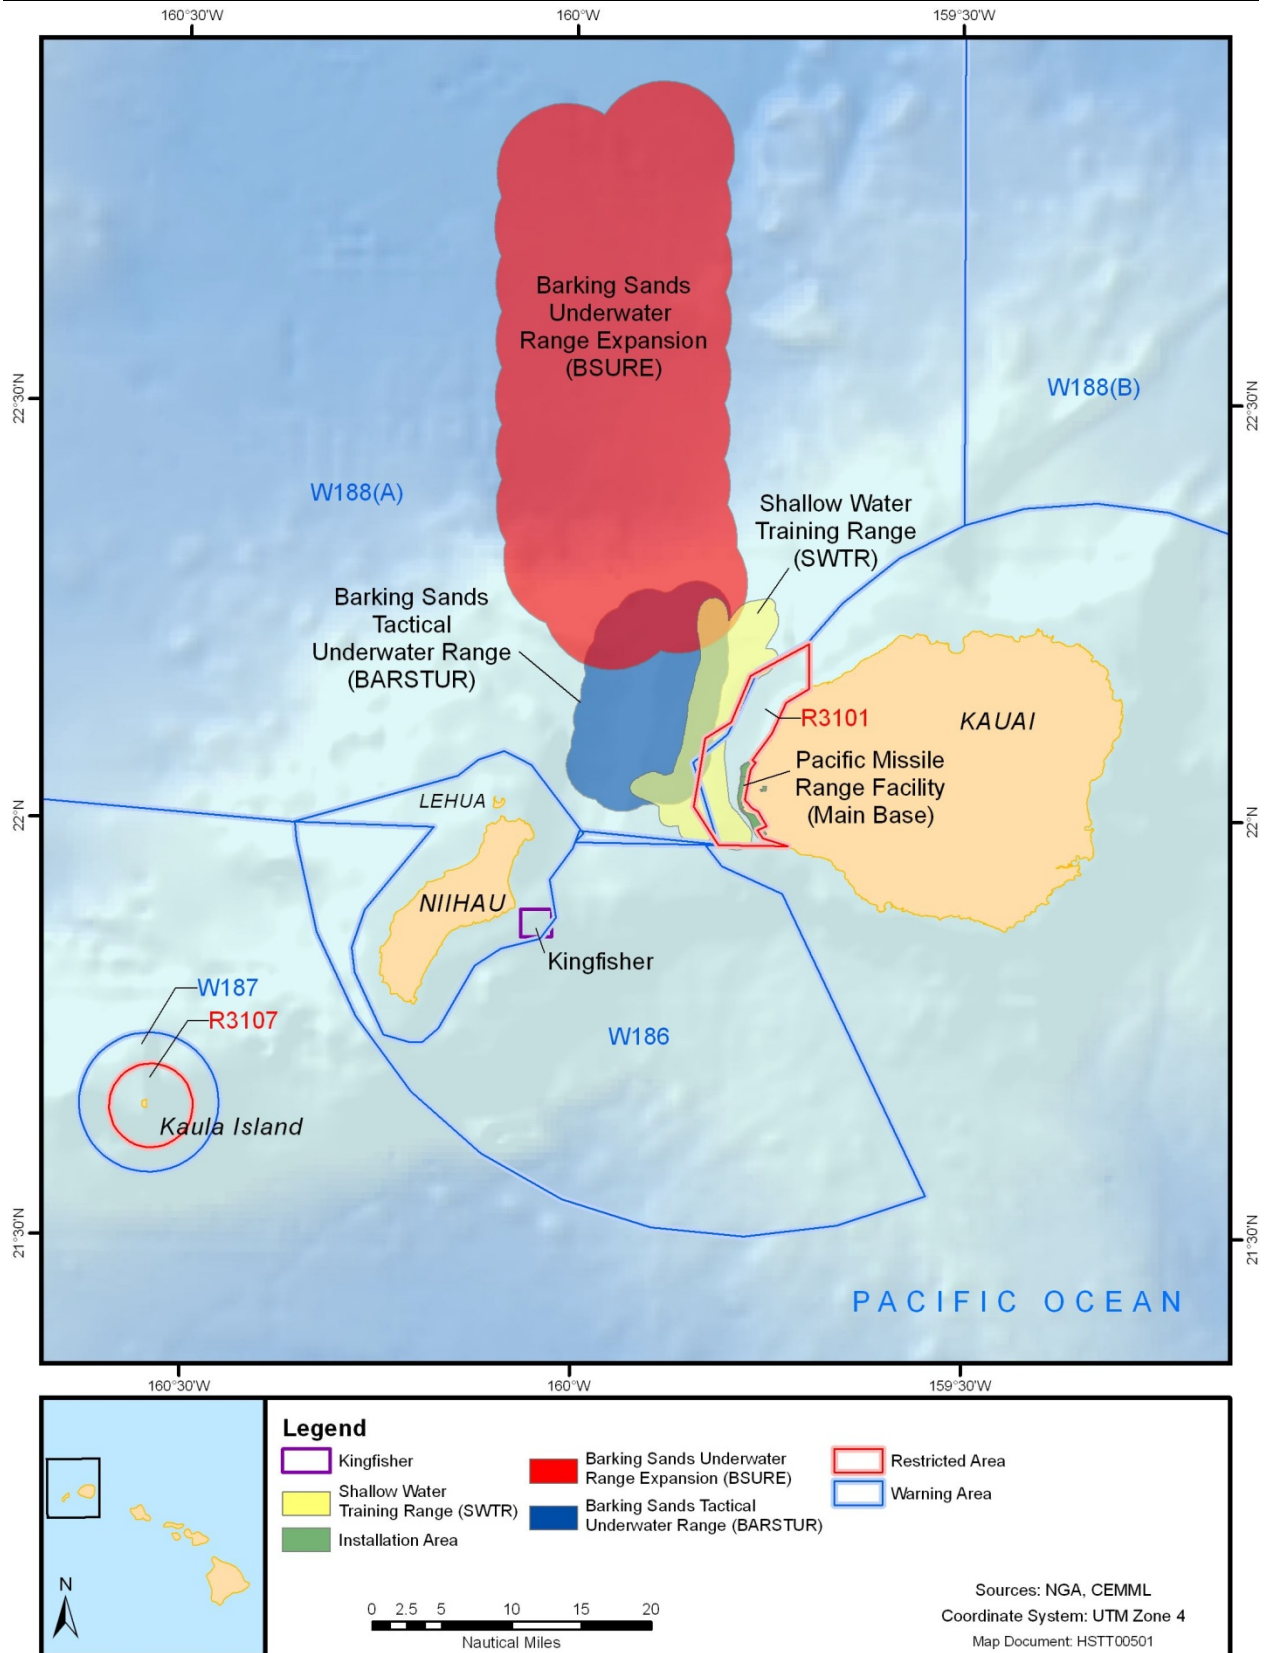 160°30'W
160°W
159°30'W
Barking Sands
Underwater
Range Expansion
(BSURE)
22°30'N
22°30'N
W188(B)
W188(A)
Shallow Water
Training Range
(SWTR)
Barking Sands
Tactical
Underwater Range
(BARSTUR)
R3101
KAUAI
Pacific Missile
Range Facility
(Main Base)
LEHUA
22°N
22°N
NIIHAU
Kingfisher
W187
R3107
W186
Kaula Island
21°30'N
21°30'N
PACIFIC OCEAN
160°30'W
160°W
159°30'W
Legend
Kingfisher
Shallow Water
Training Range (SWTR)
Installation Area
Barking Sands Underwater
Range Expansion (BSURE)
Barking Sands Tactical
Underwater Range (BARSTUR)
Restricted Area
Warning Area
N
0 2.5 5 10 15 20
Nautical Miles
Sources: NGA, CEMML
Coordinate System: UTM Zone 4
Map Document: HSTT00501